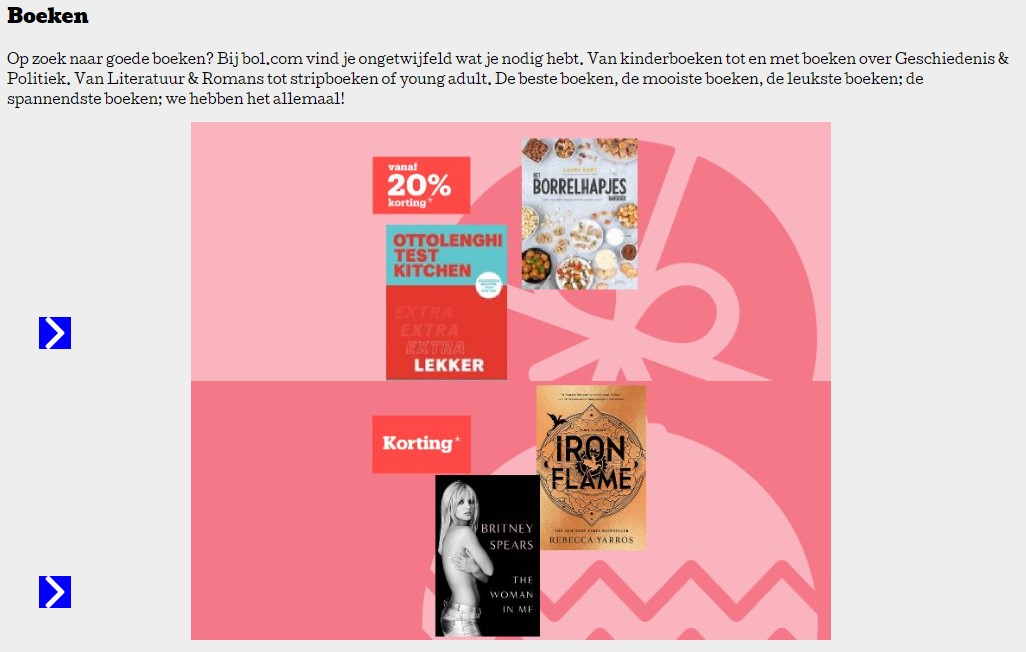 Boeken
Op zoek naar goede boeken? Bij bol.com vind je ongetwijfeld wat je nodig hebt. Van kinderboeken tot en met boeken over Geschiedenis &
Politiek. Van Literatuur & Romans tot stripboeken of young adult. De beste boeken, de mooiste boeken, de leukste boeken; de
spannendste boeken; we hebben het allemaal!
vanaf
20%
korting*
HET
BORRELHAPJES
OTTOLENGHI
TEST
KITCHEN
EXTRA
EXTRA
EXTRA
LEKKER
Korting*
IRON
FLAME
REBECCA YARROS
BRITNEY
SPEARS
THE
WOMAN
IN ME